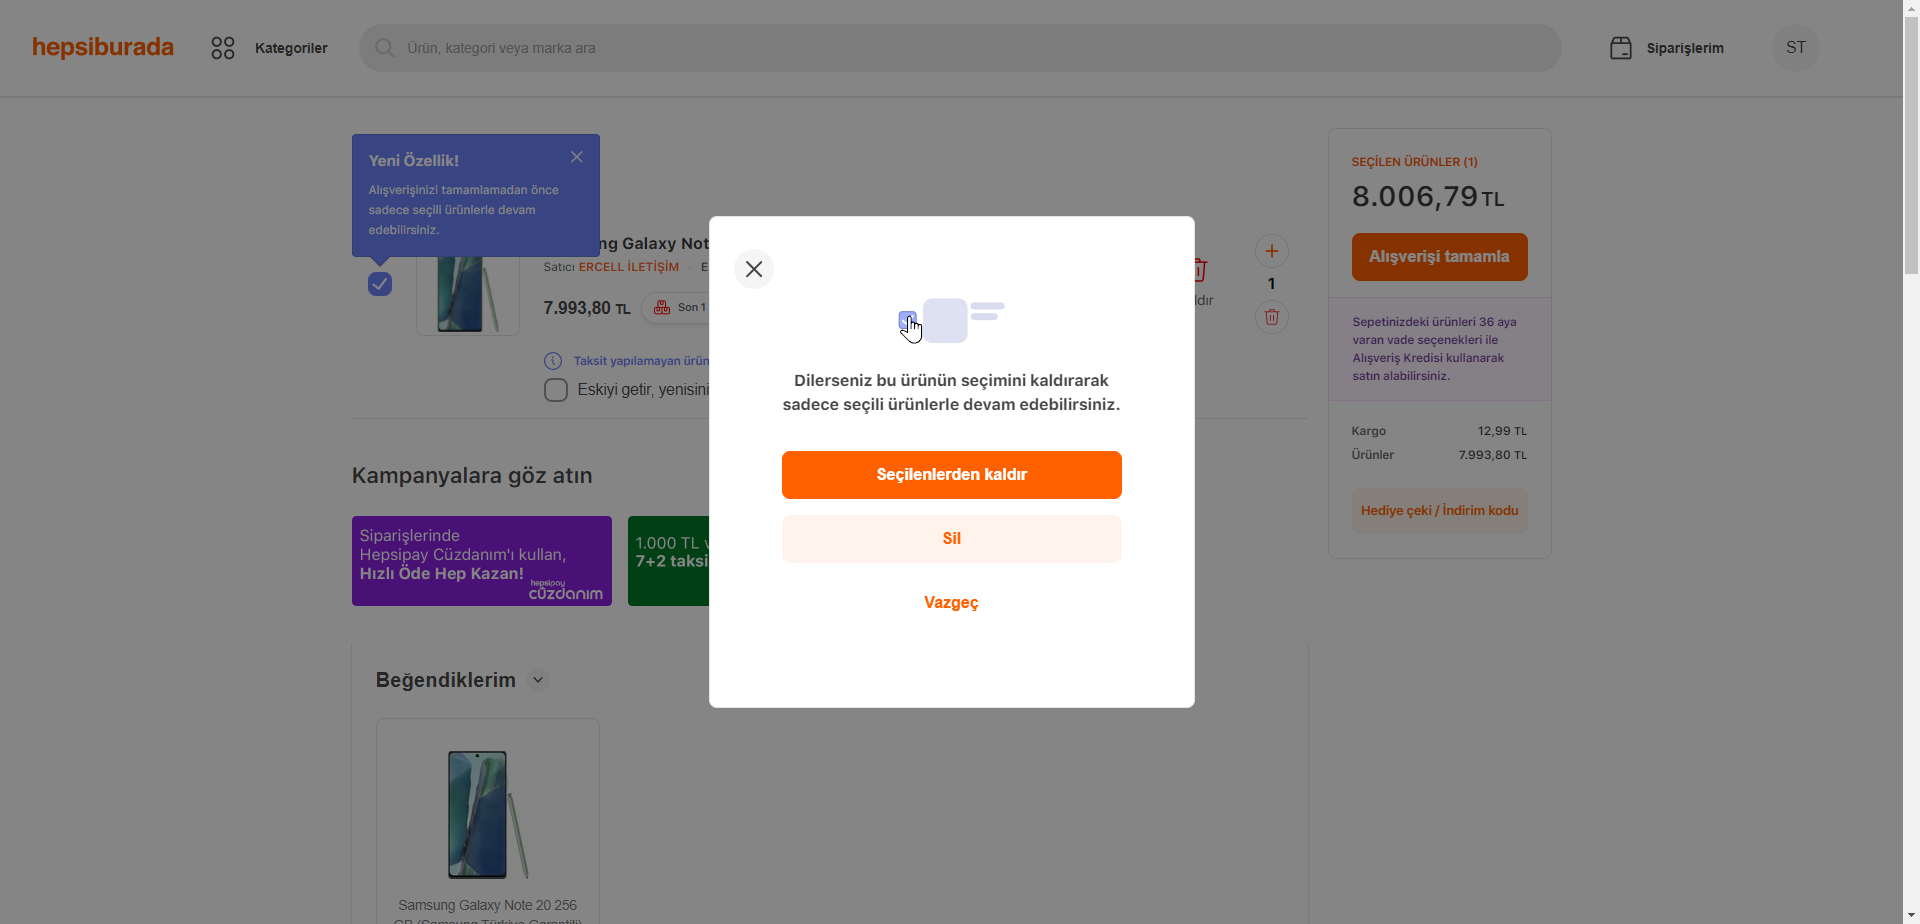 hepsiburada
Kategoriler
Ürün, kategori veya marka ara
Siparişlerim
ST
Yeni Özellik!
Alışverişinizi tamamlamadan önce
sadece seçili ürünlerle devam
edebilirsiniz.
ng Galaxy Not
Satıcı ERCELL İLETİŞİM
E
7.993,80 TL
Son 1
Taksit yapılamayan ürün
Eskiyi getir, yenisini
ldır
1
SEÇİLEN ÜRÜNLER (1)
8.006,79 TL
Alışverişi tamamla
Sepetinizdeki ürünleri 36 aya
varan vade seçenekleri ile
Alışveriş Kredisi kullanarak
satın alabilirsiniz.
Kargo 12,99 TL
Ürünler 7.993,80 TL
Hediye çeki / İndirim kodu
Dilerseniz bu ürünün seçimini kaldırarak
sadece seçili ürünlerle devam edebilirsiniz.
Seçilenlerden kaldır
Sil
Vazgeç
Kampanyalara göz atın
Siparişlerinde
Hepsipay Cüzdanım'ı kullan,
Hızlı Öde Hep Kazan!
hepsipay
cüzdanım
1.000 TL v
7+2 taksi
Beğendiklerim
Samsung Galaxy Note 20 256
GB (Samsung Türkiye Garantili)